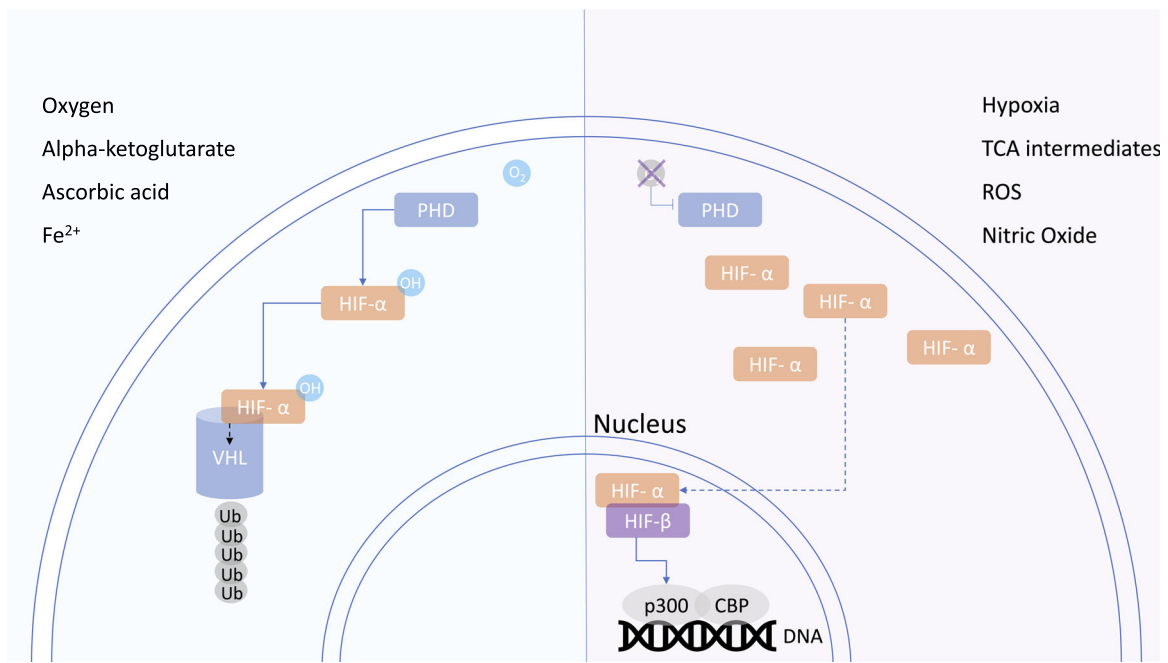 Oxygen
Alpha-ketoglutarate
Ascorbic acid
Fe²⁺
O₂
PHD
OH
HIF-α
OH
HIF- α
VHL
Ub
Ub
Ub
Ub
Ub
Hypoxia
TCA intermediates
ROS
Nitric Oxide
PHD
HIF- α
HIF- α
HIF- α
HIF- α
Nucleus
HIF- α
HIF-β
p300 CBP
DNA